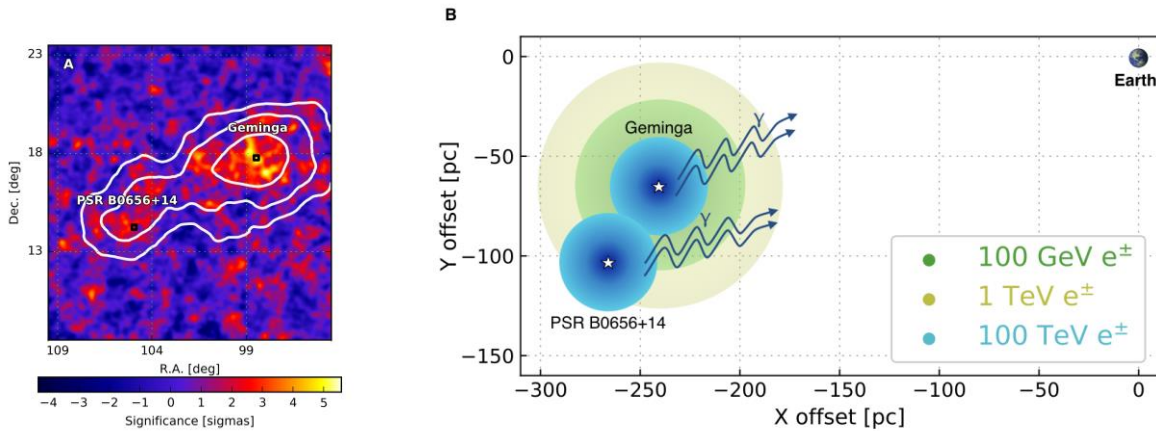 A
Geminga
PSR B0656+14
23
18
13
Dec. [deg]
109
104
99
R.A. [deg]
−4
−3
−2
−1
0
1
2
3
4
5
Significance [sigmas]
B
Earth
Geminga
γ
γ
PSR B0656+14
100 GeV e±
1 TeV e±
100 TeV e±
0
−50
−100
−150
Y offset [pc]
−300
−250
−200
−150
−100
−50
0
X offset [pc]